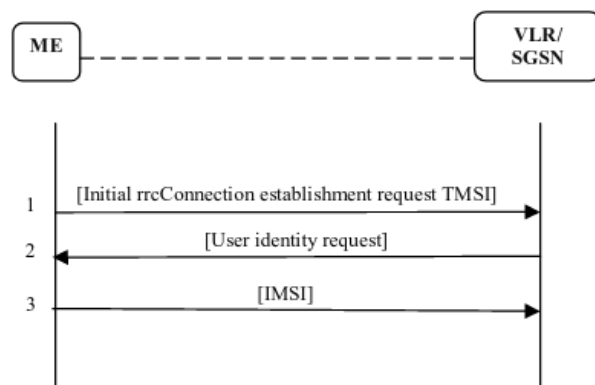 ME
VLR/
SGSN
1 [Initial rrcConnection establishment request TMSI]
2 [User identity request]
3 [IMSI]